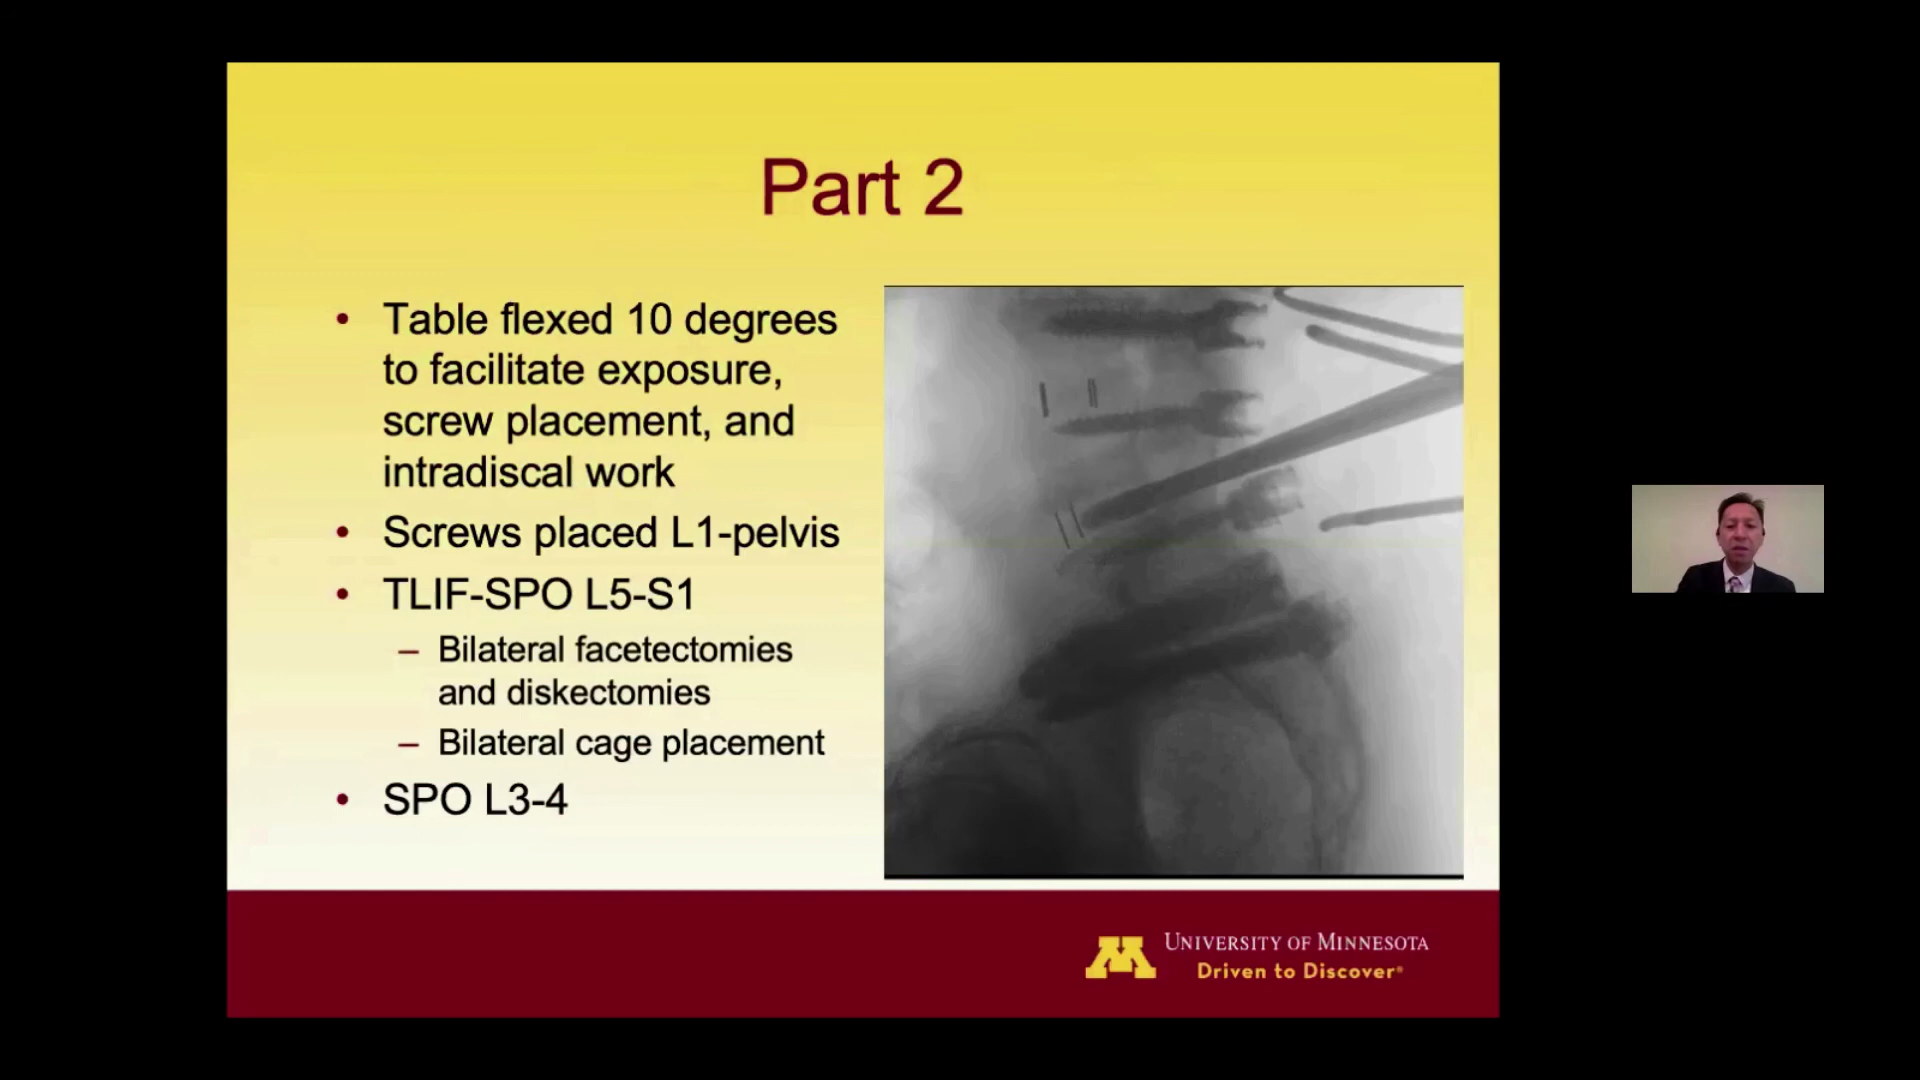 Part 2
• Table flexed 10 degrees
to facilitate exposure,
screw placement, and
intradiscal work
• Screws placed L1-pelvis
• TLIF-SPO L5-S1
– Bilateral facetectomies
and diskectomies
– Bilateral cage placement
• SPO L3-4
M
UNIVERSITY OF MINNESOTA
Driven to Discover®